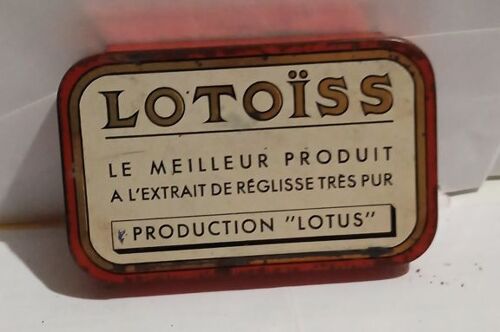 LOTOÏSS
LE MEILLEUR PRODUIT
A L'EXTRAIT DE RÉGLISSE TRÈS PUR
PRODUCTION "LOTUS"